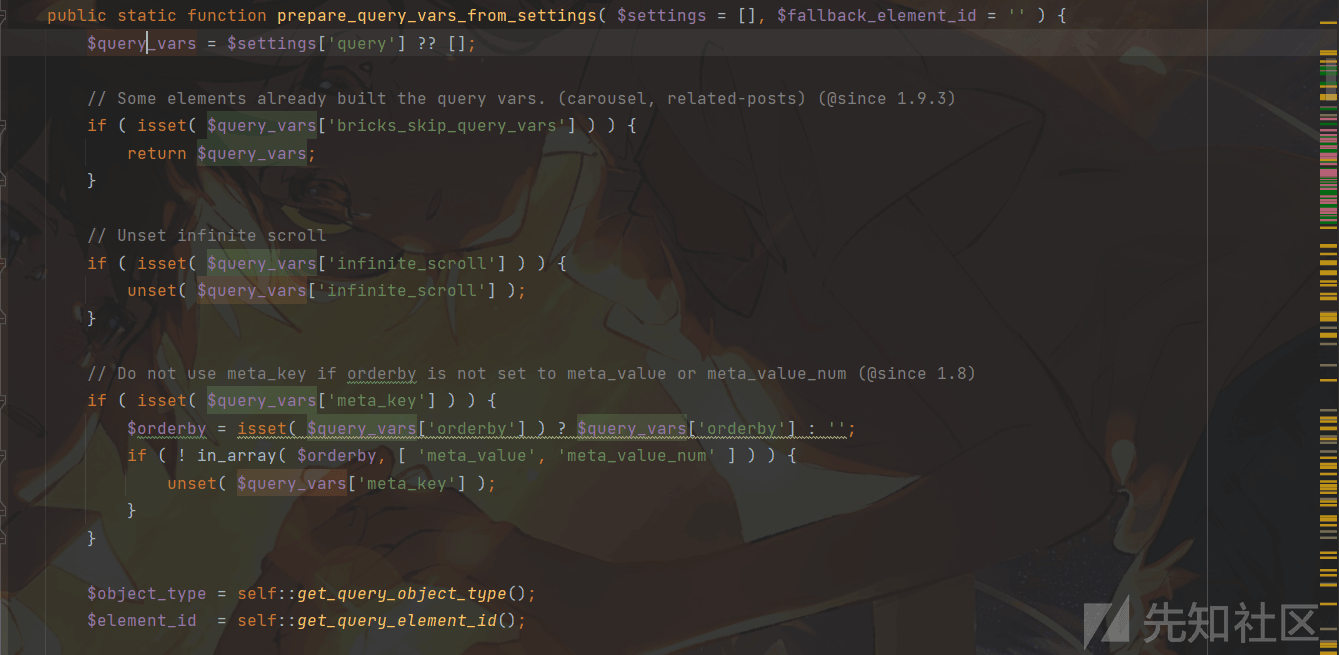 public static function prepare_query_vars_from_settings( $settings = [], $fallback_element_id = '' ) {
$query_vars = $settings['query'] ?? [];
// Some elements already built the query vars. (carousel, related-posts) (@since 1.9.3)
if ( isset( $query_vars['bricks_skip_query_vars'] ) ) {
return $query_vars;
}
// Unset infinite scroll
if ( isset( $query_vars['infinite_scroll'] ) ) {
unset( $query_vars['infinite_scroll'] );
}
// Do not use meta_key if orderby is not set to meta_value or meta_value_num (@since 1.8)
if ( isset( $query_vars['meta_key'] ) ) {
$orderby = isset( $query_vars['orderby'] ) ? $query_vars['orderby'] : '';
if ( ! in_array( $orderby, [ 'meta_value', 'meta_value_num' ] ) ) {
unset( $query_vars['meta_key'] );
}
}
$object_type = self::get_query_object_type();
$element_id  = self::get_query_element_id();
先知社区